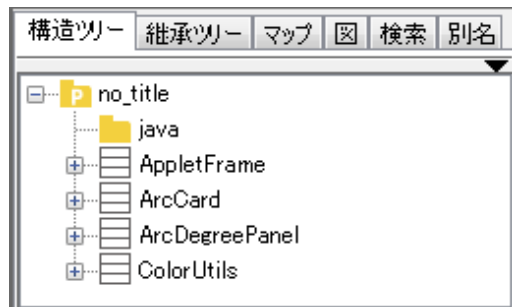 構造ツリー 継承ツリー マップ 図 検索 別名
P no_title
java
AppletFrame
ArcCard
ArcDegreePanel
ColorUtils